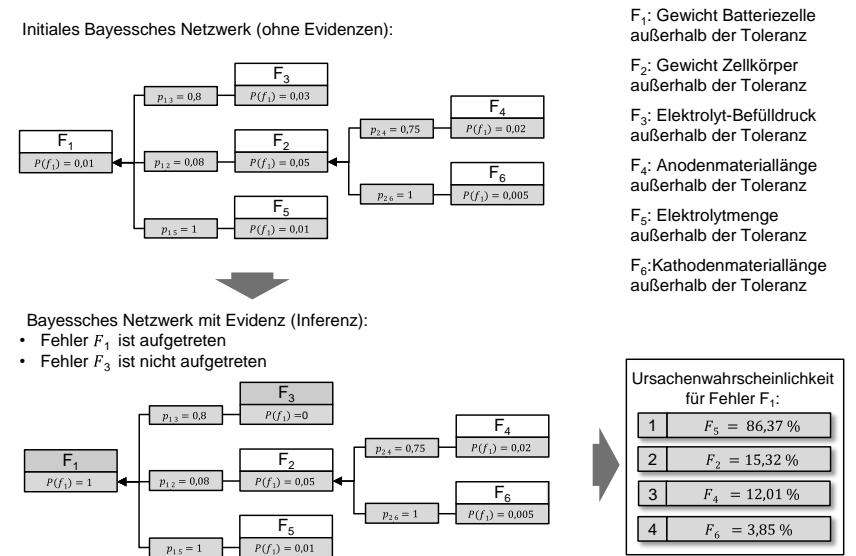 Initiales Bayessches Netzwerk (ohne Evidenzen):
F₃
p₁₃ = 0,8
P(f₁) = 0,03
F₄
p₂₄ = 0,75
P(f₁) = 0,02
F₁
F₂
P(f₁) = 0,01
p₁₂ = 0,08
P(f₁) = 0,05
F₆
p₂₆ = 1
P(f₁) = 0,005
F₅
p₁₅ = 1
P(f₁) = 0,01
F₁: Gewicht Batteriezelle
außerhalb der Toleranz
F₂: Gewicht Zellkörper
außerhalb der Toleranz
F₃: Elektrolyt-Befülldruck
außerhalb der Toleranz
F₄: Anodenmateriallänge
außerhalb der Toleranz
F₅: Elektrolytmenge
außerhalb der Toleranz
F₆:Kathodenmateriallänge
außerhalb der Toleranz
Bayessches Netzwerk mit Evidenz (Inferenz):
• Fehler F₁ ist aufgetreten
• Fehler F₃ ist nicht aufgetreten
F₃
p₁₃ = 0,8
P(f₁) =0
F₄
p₂₄ = 0,75
P(f₁) = 0,02
F₁
F₂
P(f₁) = 1
p₁₂ = 0,08
P(f₁) = 0,05
F₆
p₂₆ = 1
P(f₁) = 0,005
F₅
p₁₅ = 1
P(f₁) = 0,01
Ursachenwahrscheinlichkeit
für Fehler F₁:
1 F₅ = 86,37 %
2 F₂ = 15,32 %
3 F₄ = 12,01 %
4 F₆ = 3,85 %